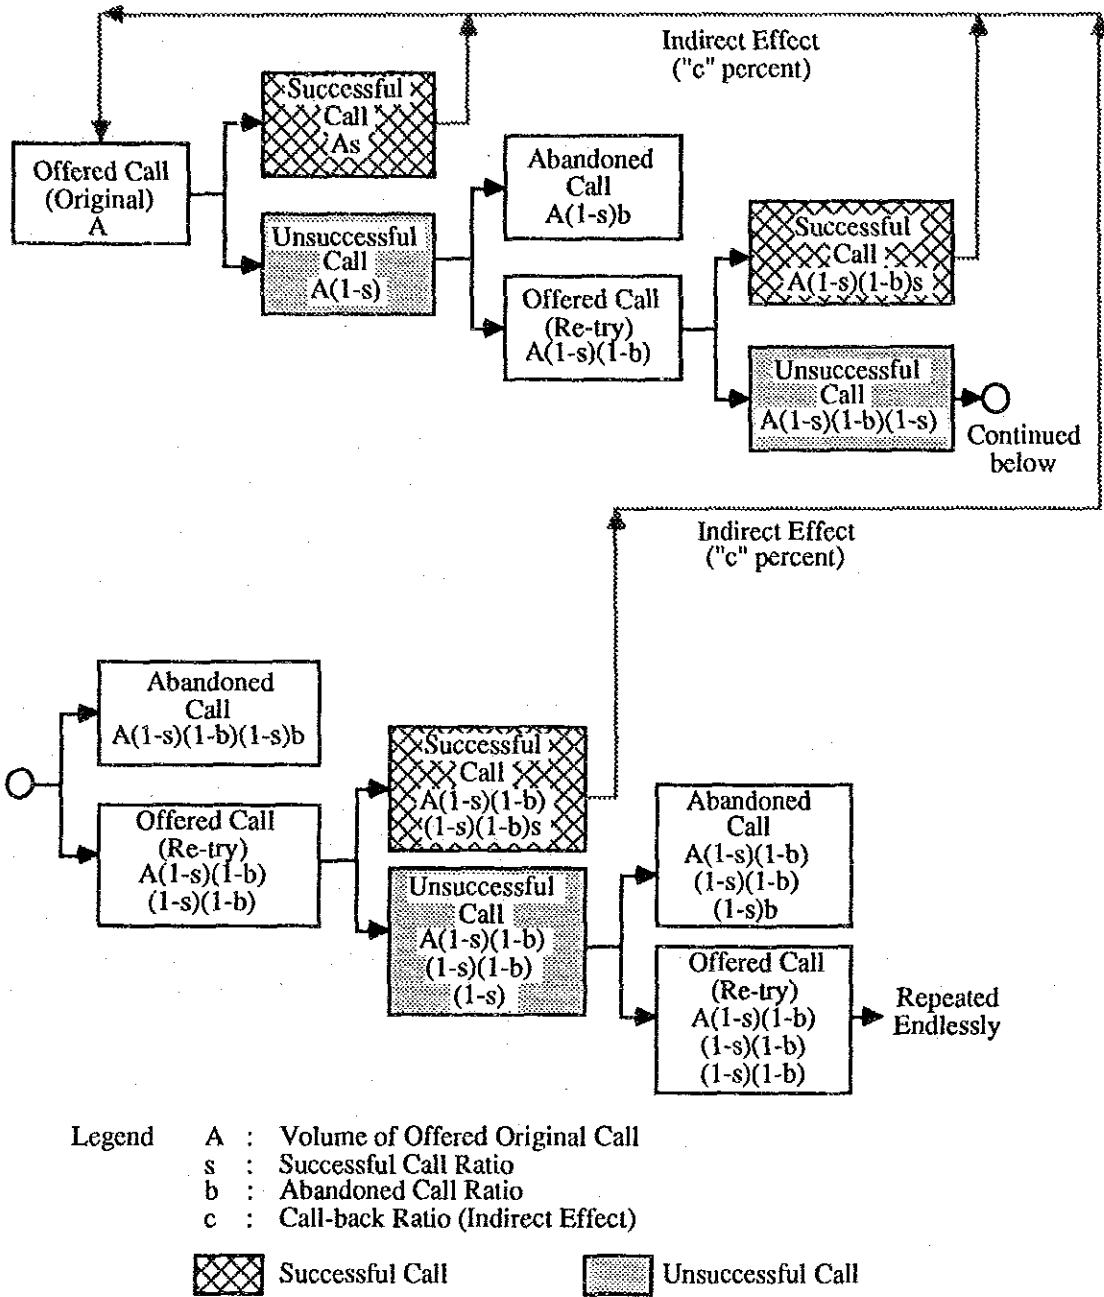 Indirect Effect
("c" percent)
Successful
Call
As
Offered Call
(Original)
A
Unsuccessful
Call
A(1-s)
Abandoned
Call
A(1-s)b
Offered Call
(Re-try)
A(1-s)(1-b)
Successful
Call
A(1-s)(1-b)s
Unsuccessful
Call
A(1-s)(1-b)(1-s)
Continued
below
Indirect Effect
("c" percent)
Abandoned
Call
A(1-s)(1-b)(1-s)b
Offered Call
(Re-try)
A(1-s)(1-b)
(1-s)(1-b)
Successful
Call
A(1-s)(1-b)
(1-s)(1-b)s
Unsuccessful
Call
A(1-s)(1-b)
(1-s)(1-b)
(1-s)
Abandoned
Call
A(1-s)(1-b)
(1-s)(1-b)
(1-s)b
Offered Call
(Re-try)
A(1-s)(1-b)
(1-s)(1-b)
(1-s)(1-b)
Repeated
Endlessly
Legend A : Volume of Offered Original Call
s : Successful Call Ratio
b : Abandoned Call Ratio
c : Call-back Ratio (Indirect Effect)
Successful Call
Unsuccessful Call